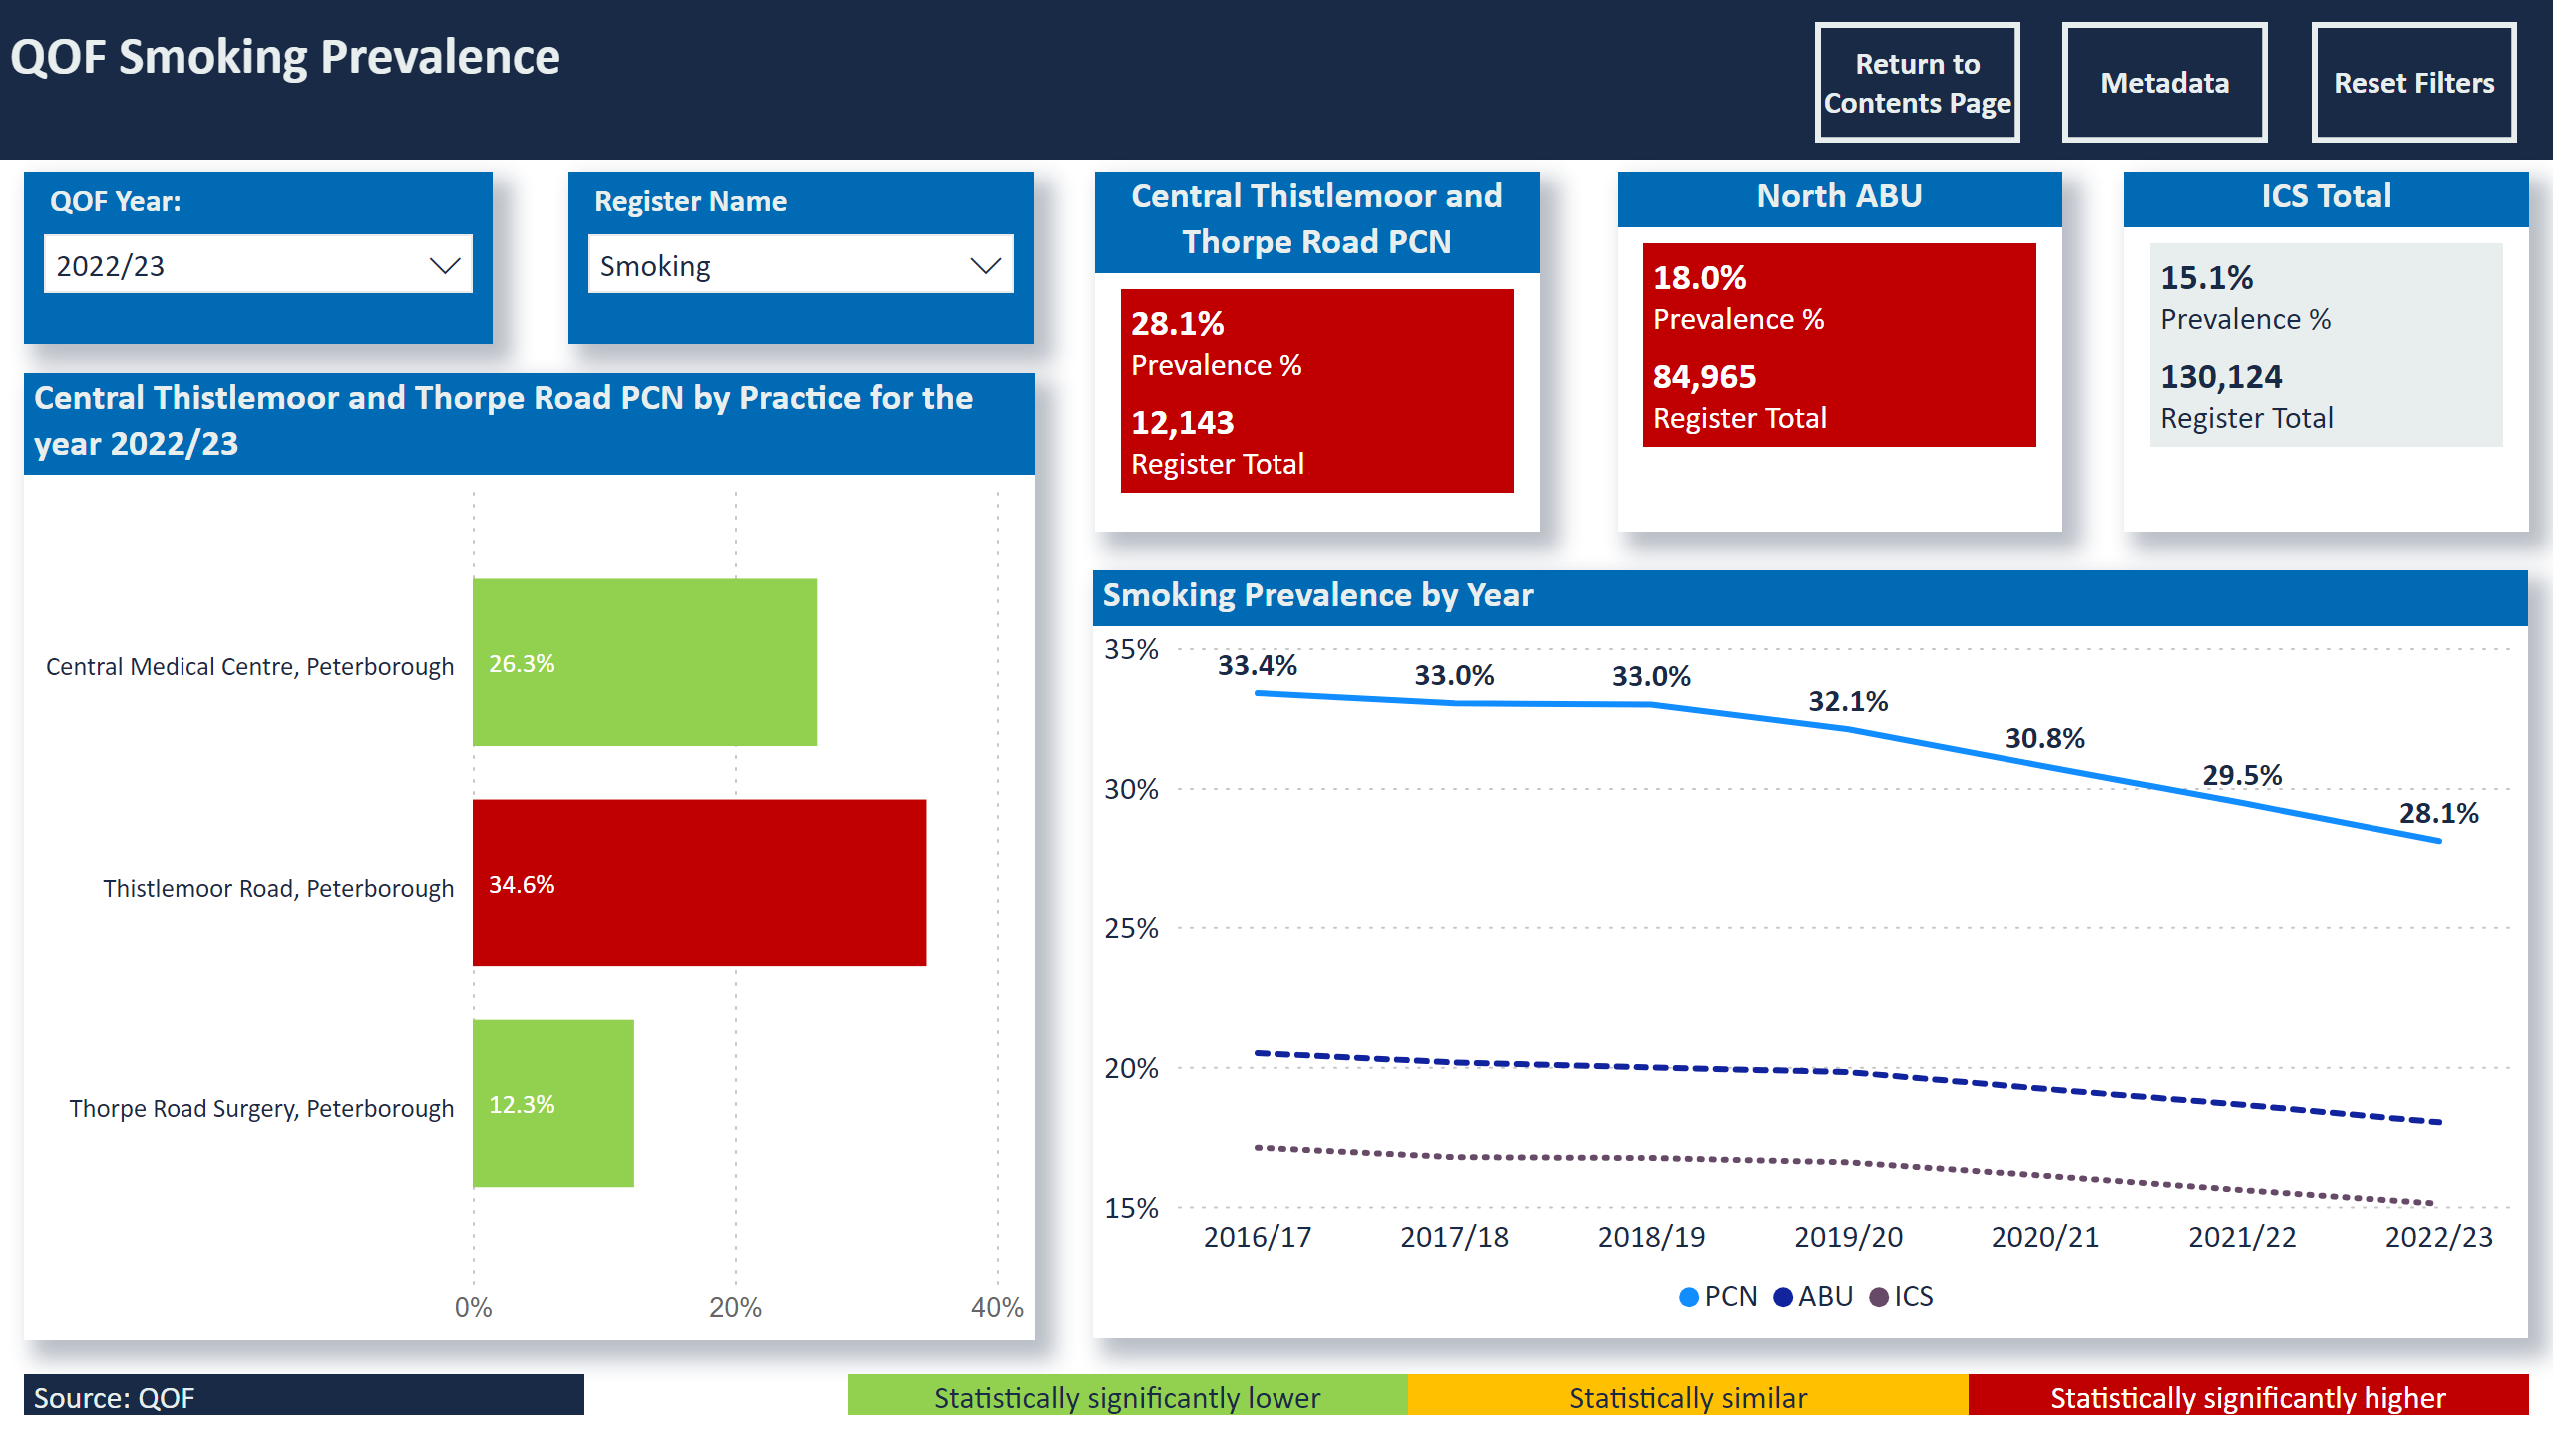 QOF Smoking Prevalence
Return to
Contents Page
Metadata
Reset Filters
QOF Year:
2022/23
Register Name
Smoking
Central Thistlemoor and
Thorpe Road PCN
28.1%
Prevalence %
12,143
Register Total
North ABU
18.0%
Prevalence %
84,965
Register Total
ICS Total
15.1%
Prevalence %
130,124
Register Total
Central Thistlemoor and Thorpe Road PCN by Practice for the
year 2022/23
Central Medical Centre, Peterborough
26.3%
Thistlemoor Road, Peterborough
34.6%
Thorpe Road Surgery, Peterborough
12.3%
0% 20% 40%
Smoking Prevalence by Year
35%
30%
25%
20%
15%
33.4% 33.0% 33.0% 32.1% 30.8% 29.5% 28.1%
2016/17 2017/18 2018/19 2019/20 2020/21 2021/22 2022/23
PCN ABU ICS
Source: QOF
Statistically significantly lower
Statistically similar
Statistically significantly higher